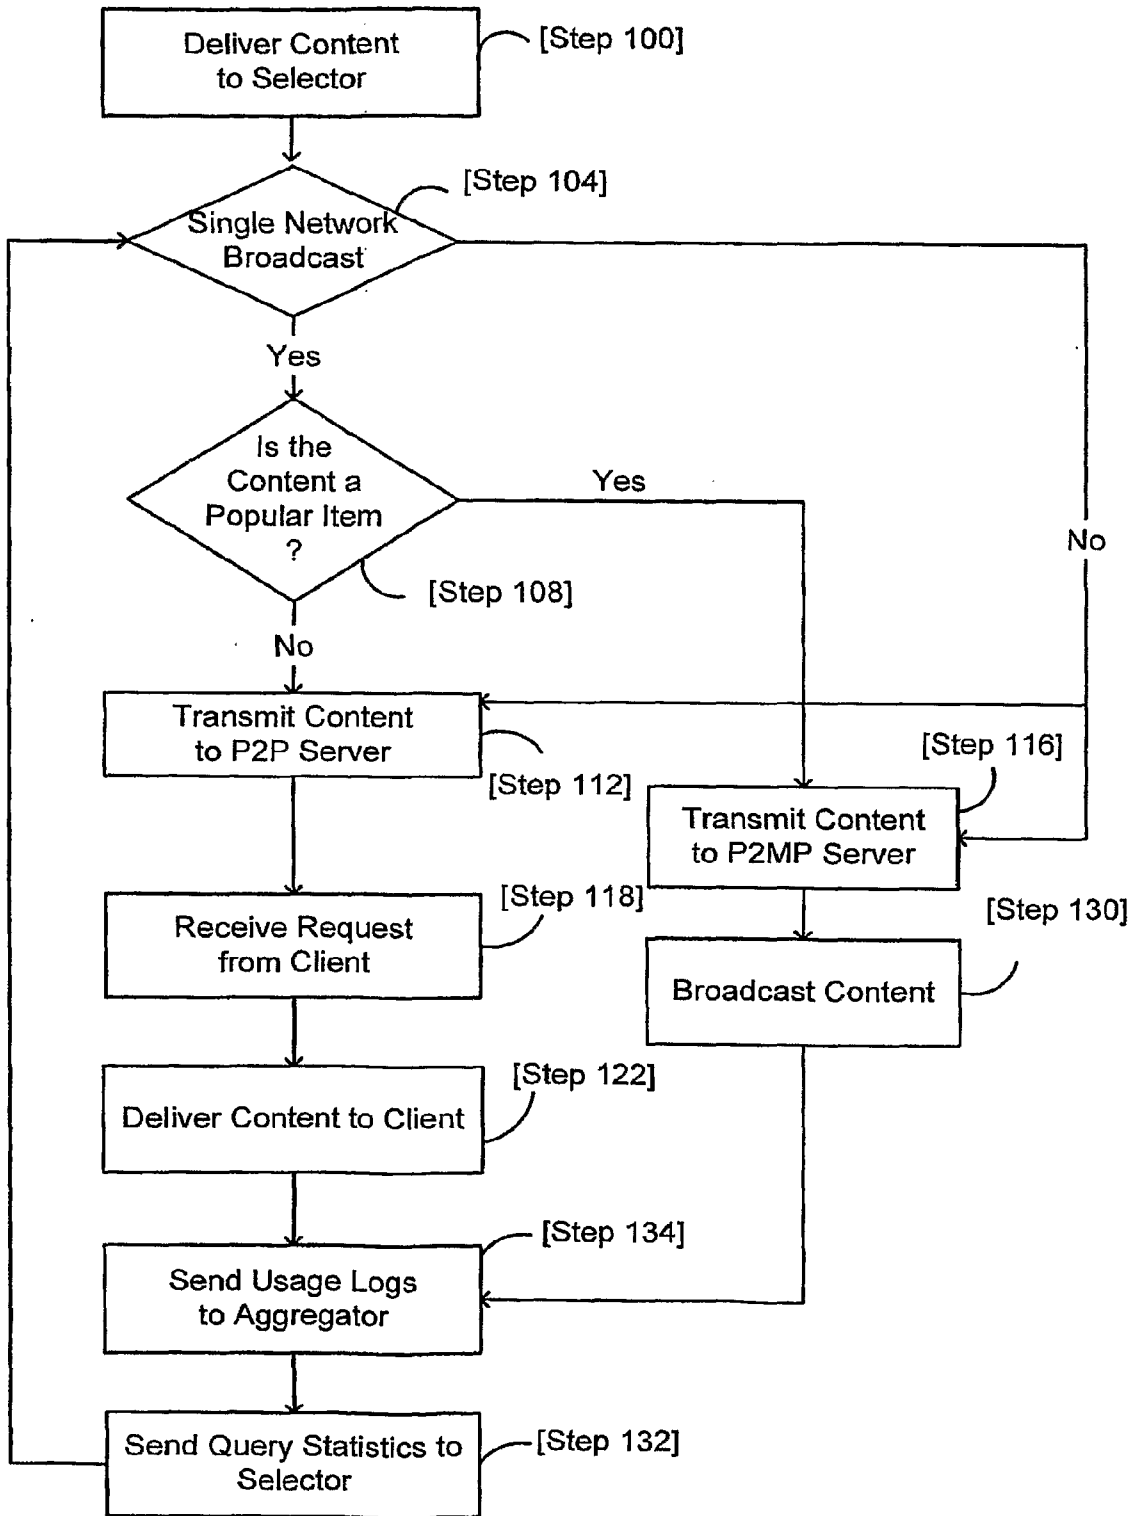 Deliver Content
to Selector
[Step 100]
[Step 104]
Single Network
Broadcast
Yes
Is the
Content a
Popular Item
?
Yes
No
[Step 108]
No
Transmit Content
to P2P Server
[Step 112]
[Step 116]
Transmit Content
to P2MP Server
[Step 118]
Receive Request
from Client
[Step 130]
Broadcast Content
[Step 122]
Deliver Content to Client
[Step 134]
Send Usage Logs
to Aggregator
Send Query Statistics to
Selector
[Step 132]